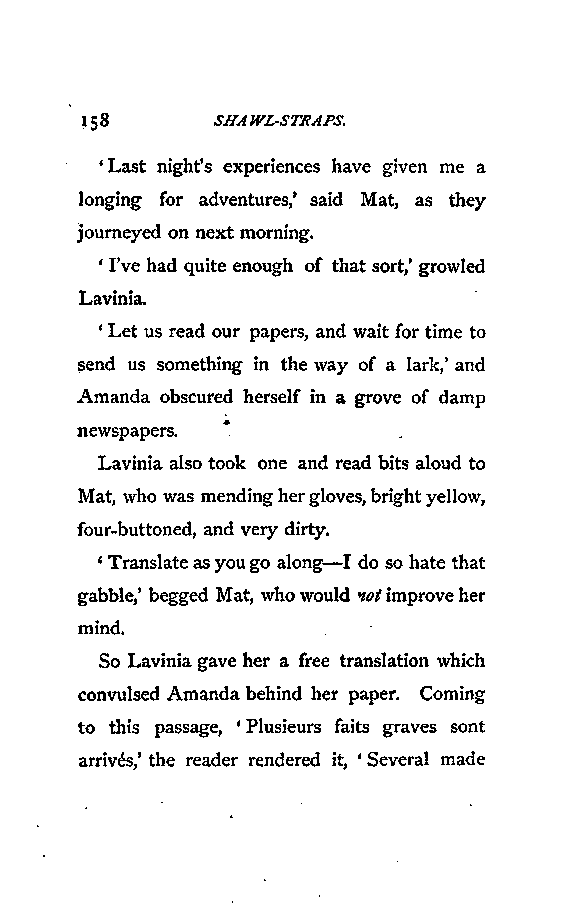 158 SHAWL-STRAPS.
‘Last night's experiences have given me a
longing for adventures,’ said Mat, as they
journeyed on next morning.
‘I've had quite enough of that sort,’ growled
Lavinia.
‘Let us read our papers, and wait for time to
send us something in the way of a lark,’ and
Amanda obscured herself in a grove of damp
newspapers.
Lavinia also took one and read bits aloud to
Mat, who was mending her gloves, bright yellow,
four-buttoned, and very dirty.
‘Translate as you go along—I do so hate that
gabble,’ begged Mat, who would not improve her
mind.
So Lavinia gave her a free translation which
convulsed Amanda behind her paper. Coming
to this passage, ‘Plusieurs faits graves sont
arrivés,’ the reader rendered it, ‘Several made